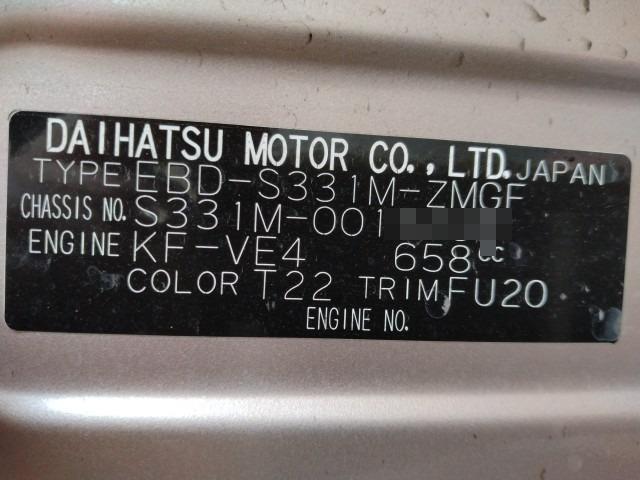 DAIHATSU MOTOR CO., LTD. JAPAN
TYPE EBD-S331M-ZMGF
CHASSIS NO. S331M-001
ENGINE KF-VE4 658cc
COLOR T22 TRIM FU20
ENGINE NO.